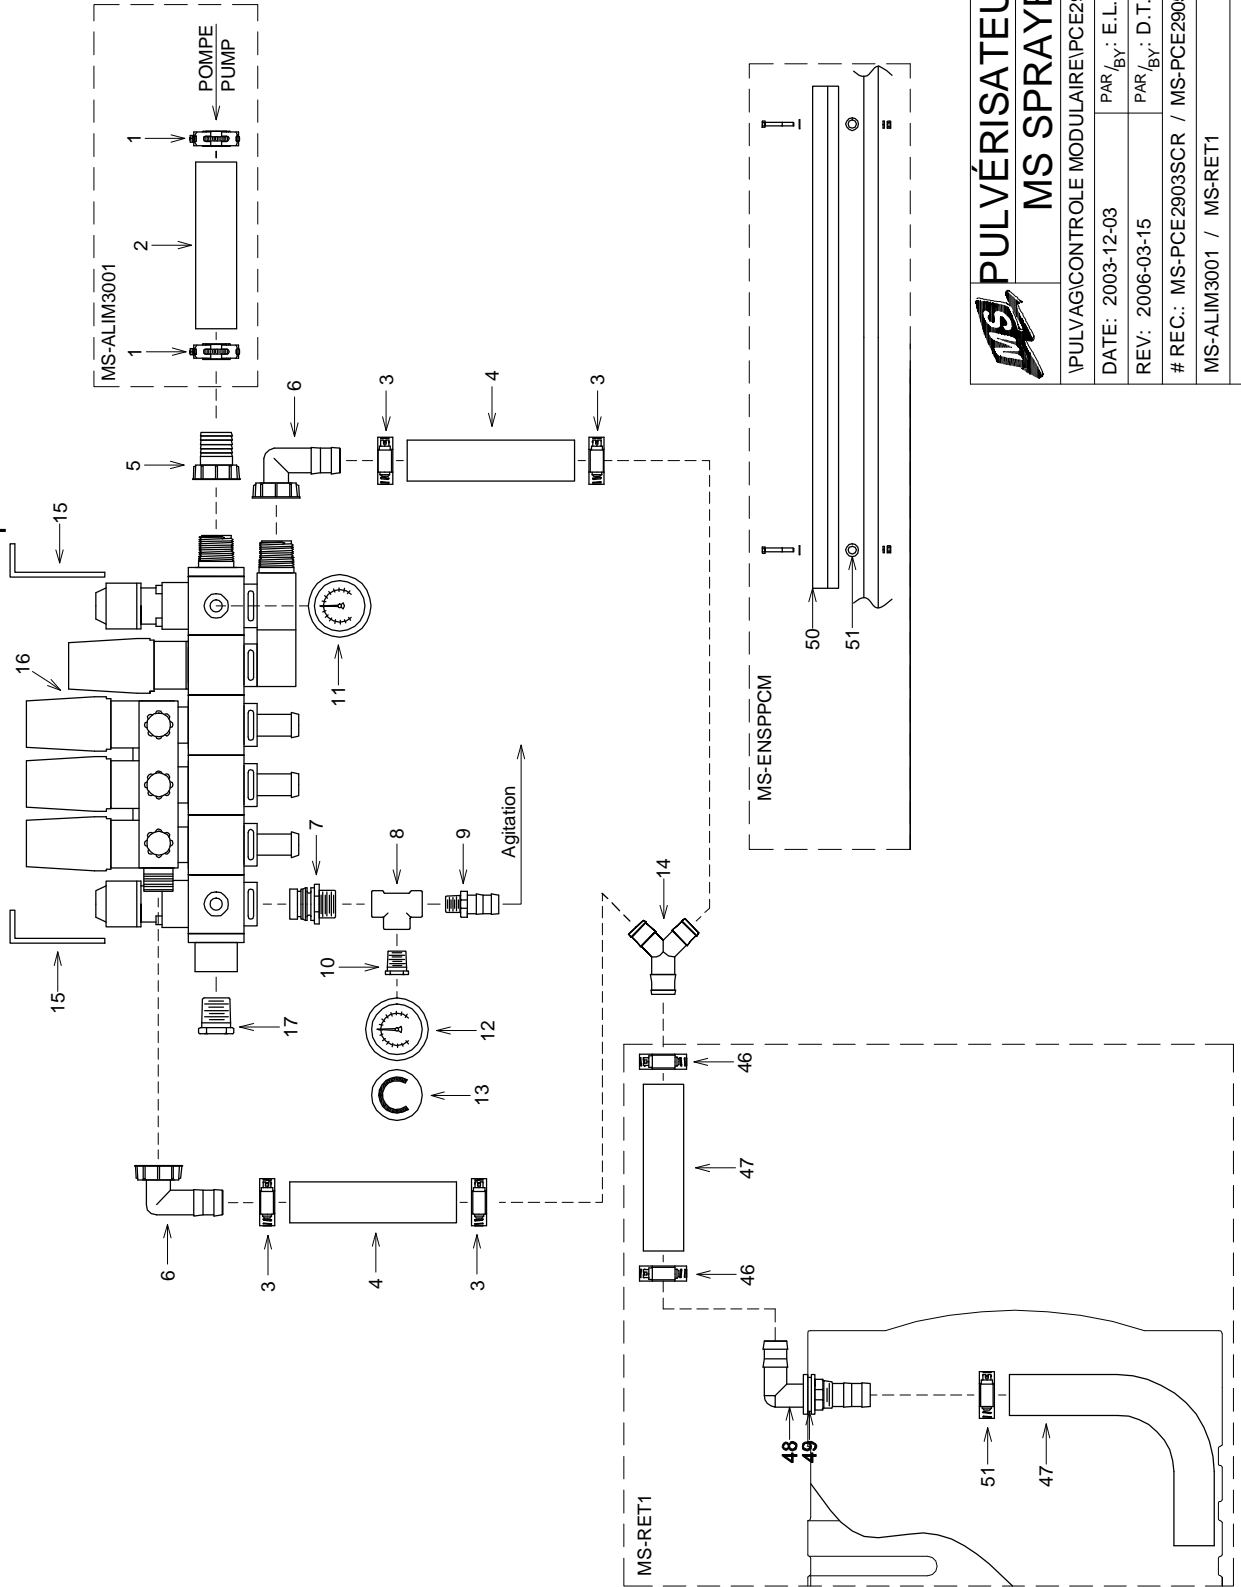 POMPE
PUMP
1
2
1
MS-ALIM3001
5
6
3
4
3
15
16
11
15
17
7
8
9
10
12
13
Agitation
14
6
3
4
3
MS-ENSPPCM
50
51
46
47
46
48
49
51
47
MS-RET1
MS
PULVÉRISATEU
MS SPRAYE
\PULVAG\CONTROLE MODULAIRE\PCE29
DATE: 2003-12-03
PAR/BY: E.L.
REV: 2006-03-15
PAR/BY: D.T.
# REC.: MS-PCE2903SCR / MS-PCE290
MS-ALIM3001 / MS-RET1